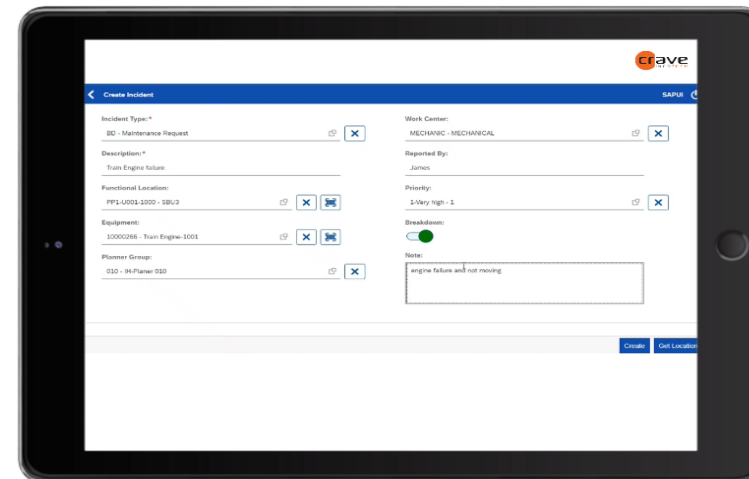 crave
Create Incident
SAPUI
Incident Type:*
BD - Maintenance Request
Description:*
Train Engine failure
Functional Location:
PP1-U001-1000 - SBU3
Equipment:
10000266 - Train Engine-1001
Planner Group:
010 - IH-Planer 010
Work Center:
MECHANIC - MECHANICAL
Reported By:
James
Priority:
1-Very high - 1
Breakdown:
Note:
engine failure and not moving
Create
Get Location